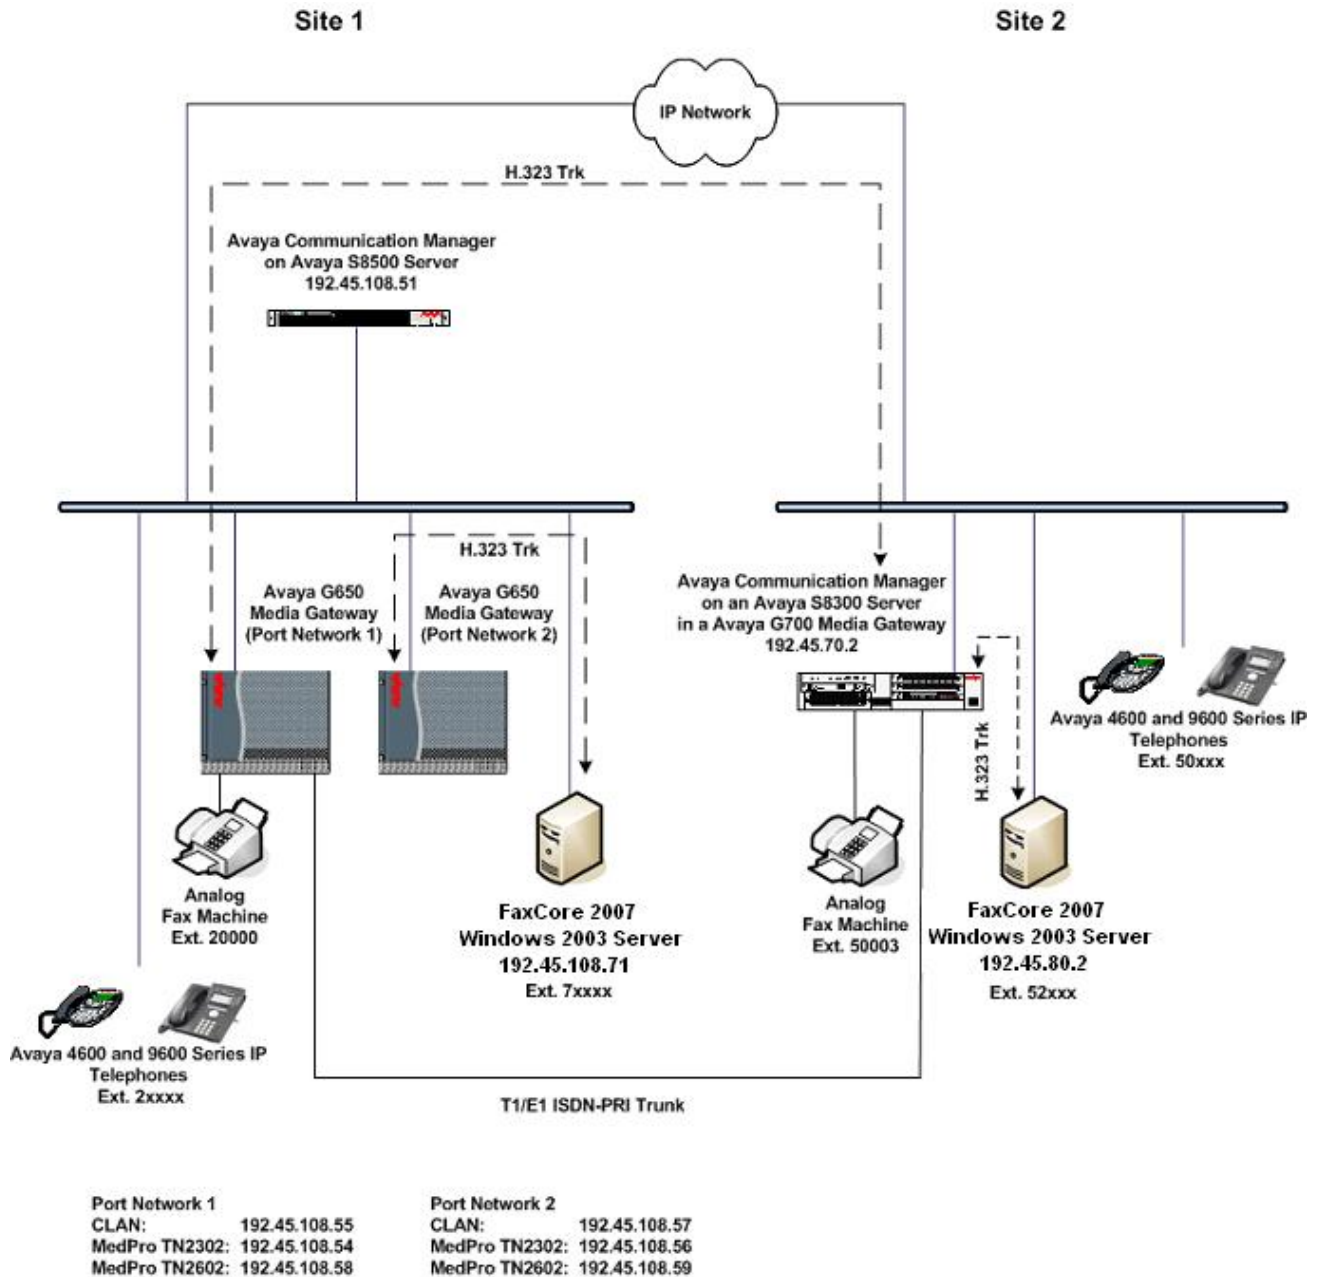 Site 1
Site 2
IP Network
H.323 Trk
Avaya Communication Manager
on Avaya S8500 Server
192.45.108.51
H.323 Trk
Avaya G650
Media Gateway
(Port Network 1)
Avaya G650
Media Gateway
(Port Network 2)
Avaya Communication Manager
on an Avaya S8300 Server
in a Avaya G700 Media Gateway
192.45.70.2
H.323 Trk
Avaya 4600 and 9600 Series IP
Telephones
Ext. 50xxx
Analog
Fax Machine
Ext. 20000
FaxCore 2007
Windows 2003 Server
192.45.108.71
Ext. 7xxxx
Analog
Fax Machine
Ext. 50003
FaxCore 2007
Windows 2003 Server
192.45.80.2
Ext. 52xxx
Avaya 4600 and 9600 Series IP
Telephones
Ext. 2xxxx
T1/E1 ISDN-PRI Trunk
Port Network 1
CLAN: 192.45.108.55
MedPro TN2302: 192.45.108.54
MedPro TN2602: 192.45.108.58
Port Network 2
CLAN: 192.45.108.57
MedPro TN2302: 192.45.108.56
MedPro TN2602: 192.45.108.59